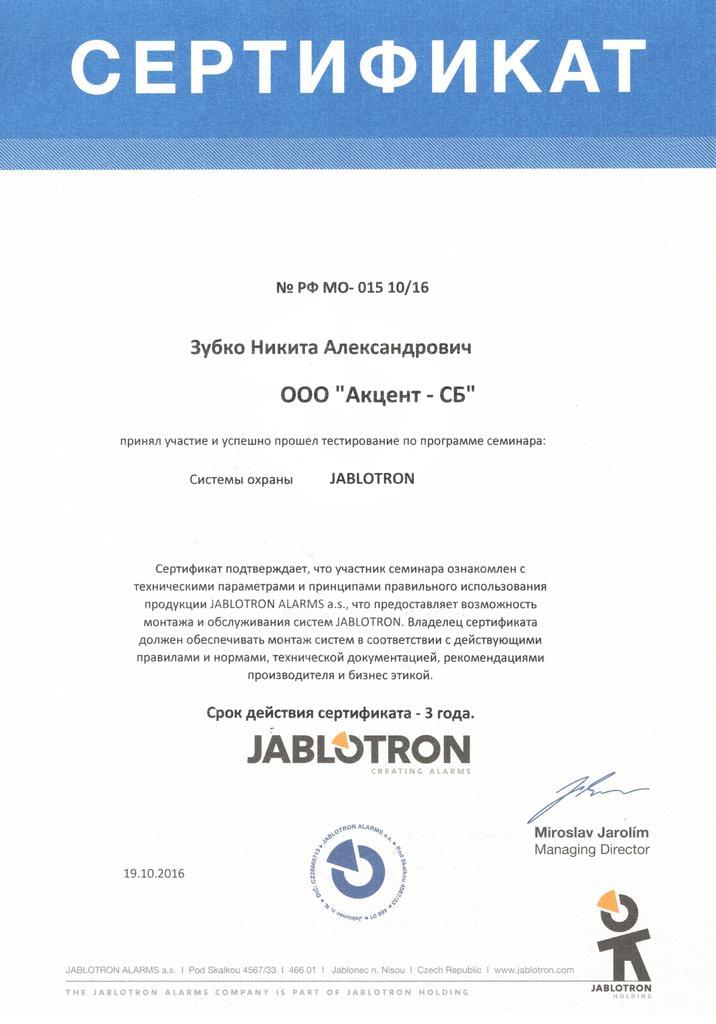 СЕРТИФИКАТ
№ РФ МО- 015 10/16
Зубко Никита Александрович
ООО "Акцент - СБ"
принял участие и успешно прошел тестирование по программе семинара:
Системы охраны JABLOTRON
Сертификат подтверждает, что участник семинара ознакомлен с
техническими параметрами и принципами правильного использования
продукции JABLOTRON ALARMS a.s., что предоставляет возможность
монтажа и обслуживания систем JABLOTRON. Владелец сертификата
должен обеспечивать монтаж систем в соответствии с действующими
правилами и нормами, технической документацией, рекомендациями
производителя и бизнес этикой.
Срок действия сертификата - 3 года.
JABLOTRON
CREATING ALARMS
Miroslav Jarolím
Managing Director
19.10.2016
JABLOTRON ALARMS a.s. Pod Skalkou 4567/33 466 01 Jablonec n. N. DIČ: CZ28668715
JABLOTRON ALARMS a.s. I Pod Skalkou 4567/33 I 466 01 I Jablonec n. Nisou I Czech Republic I www.jablotron.com
THE JABLOTRON ALARMS COMPANY IS PART OF JABLOTRON HOLDING
JABLOTRON
HOLDING